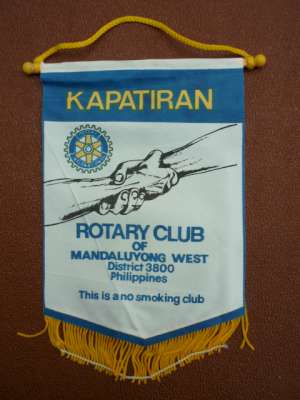 KAPATIRAN
ROTARY CLUB
OF
MANDALUYONG WEST
District 3800
Philippines
This is a no smoking club